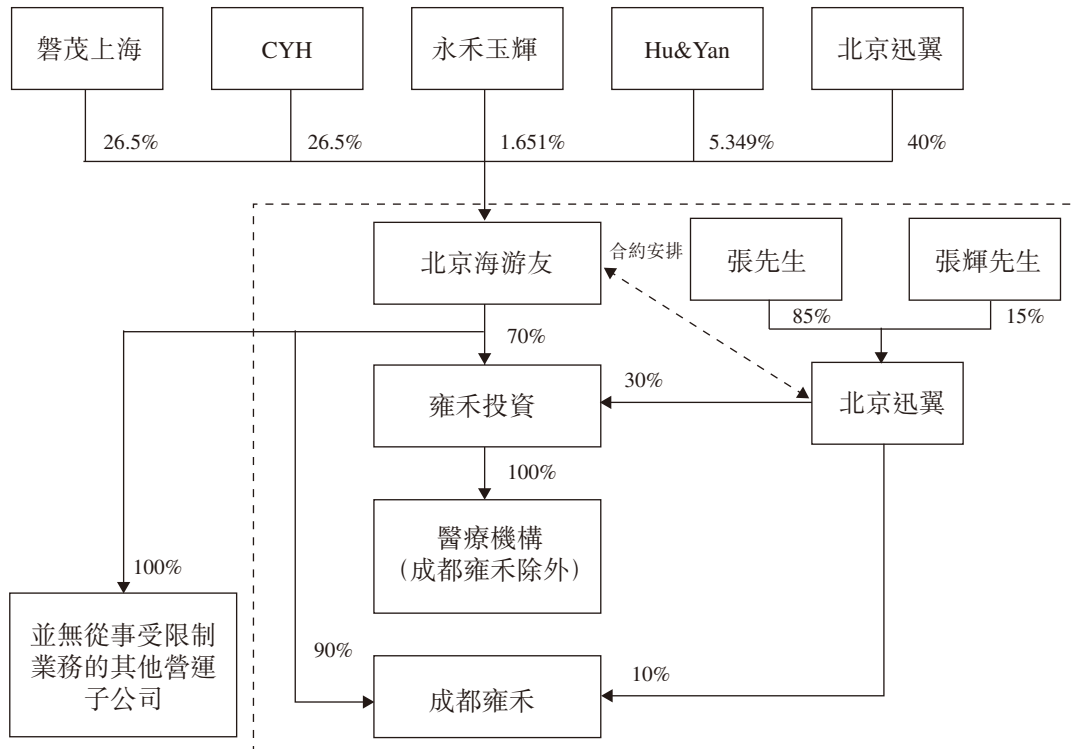 磐茂上海
CYH
永禾玉輝
Hu&Yan
北京迅翼
26.5%
26.5%
1.651%
5.349%
40%
北京海游友
合約安排
張先生
張輝先生
85%
15%
70%
雍禾投資
30%
北京迅翼
100%
醫療機構
（成都雍禾除外）
100%
並無從事受限制
業務的其他營運
子公司
90%
成都雍禾
10%